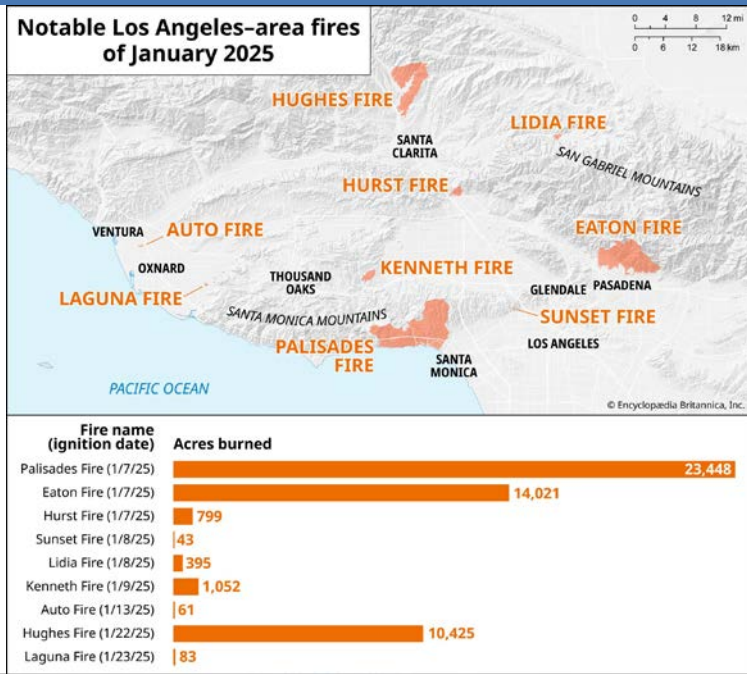 Notable Los Angeles–area fires
of January 2025
0 4 8 12 mi
0 6 12 18 km
HUGHES FIRE
LIDIA FIRE
SANTA
CLARITA
SAN GABRIEL MOUNTAINS
HURST FIRE
EATON FIRE
VENTURA
AUTO FIRE
OXNARD
THOUSAND
OAKS
KENNETH FIRE
GLENDALE
PASADENA
LAGUNA FIRE
SANTA MONICA MOUNTAINS
SUNSET FIRE
PALISADES
FIRE
SANTA
MONICA
LOS ANGELES
PACIFIC OCEAN
© Encyclopædia Britannica, Inc.
Fire name
(ignition date) Acres burned
Palisades Fire (1/7/25) 23,448
Eaton Fire (1/7/25) 14,021
Hurst Fire (1/7/25) 799
Sunset Fire (1/8/25) 43
Lidia Fire (1/8/25) 395
Kenneth Fire (1/9/25) 1,052
Auto Fire (1/13/25) 61
Hughes Fire (1/22/25) 10,425
Laguna Fire (1/23/25) 83